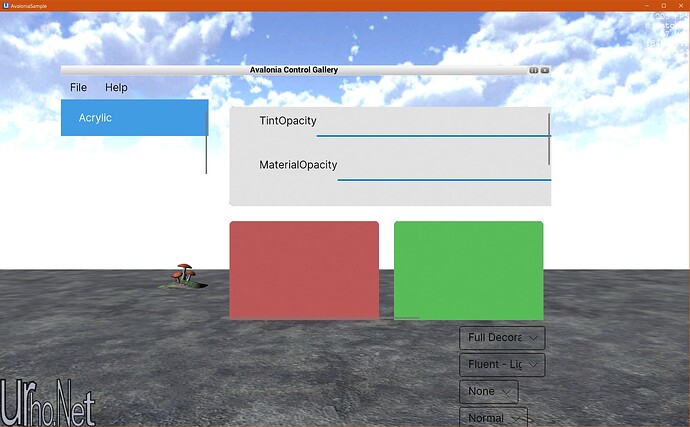 AvaloniaSample
Avalonia Control Gallery
File Help
Acrylic
TintOpacity
MaterialOpacity
Full Decora
Fluent - Lig
None
Normal
Urho.Net